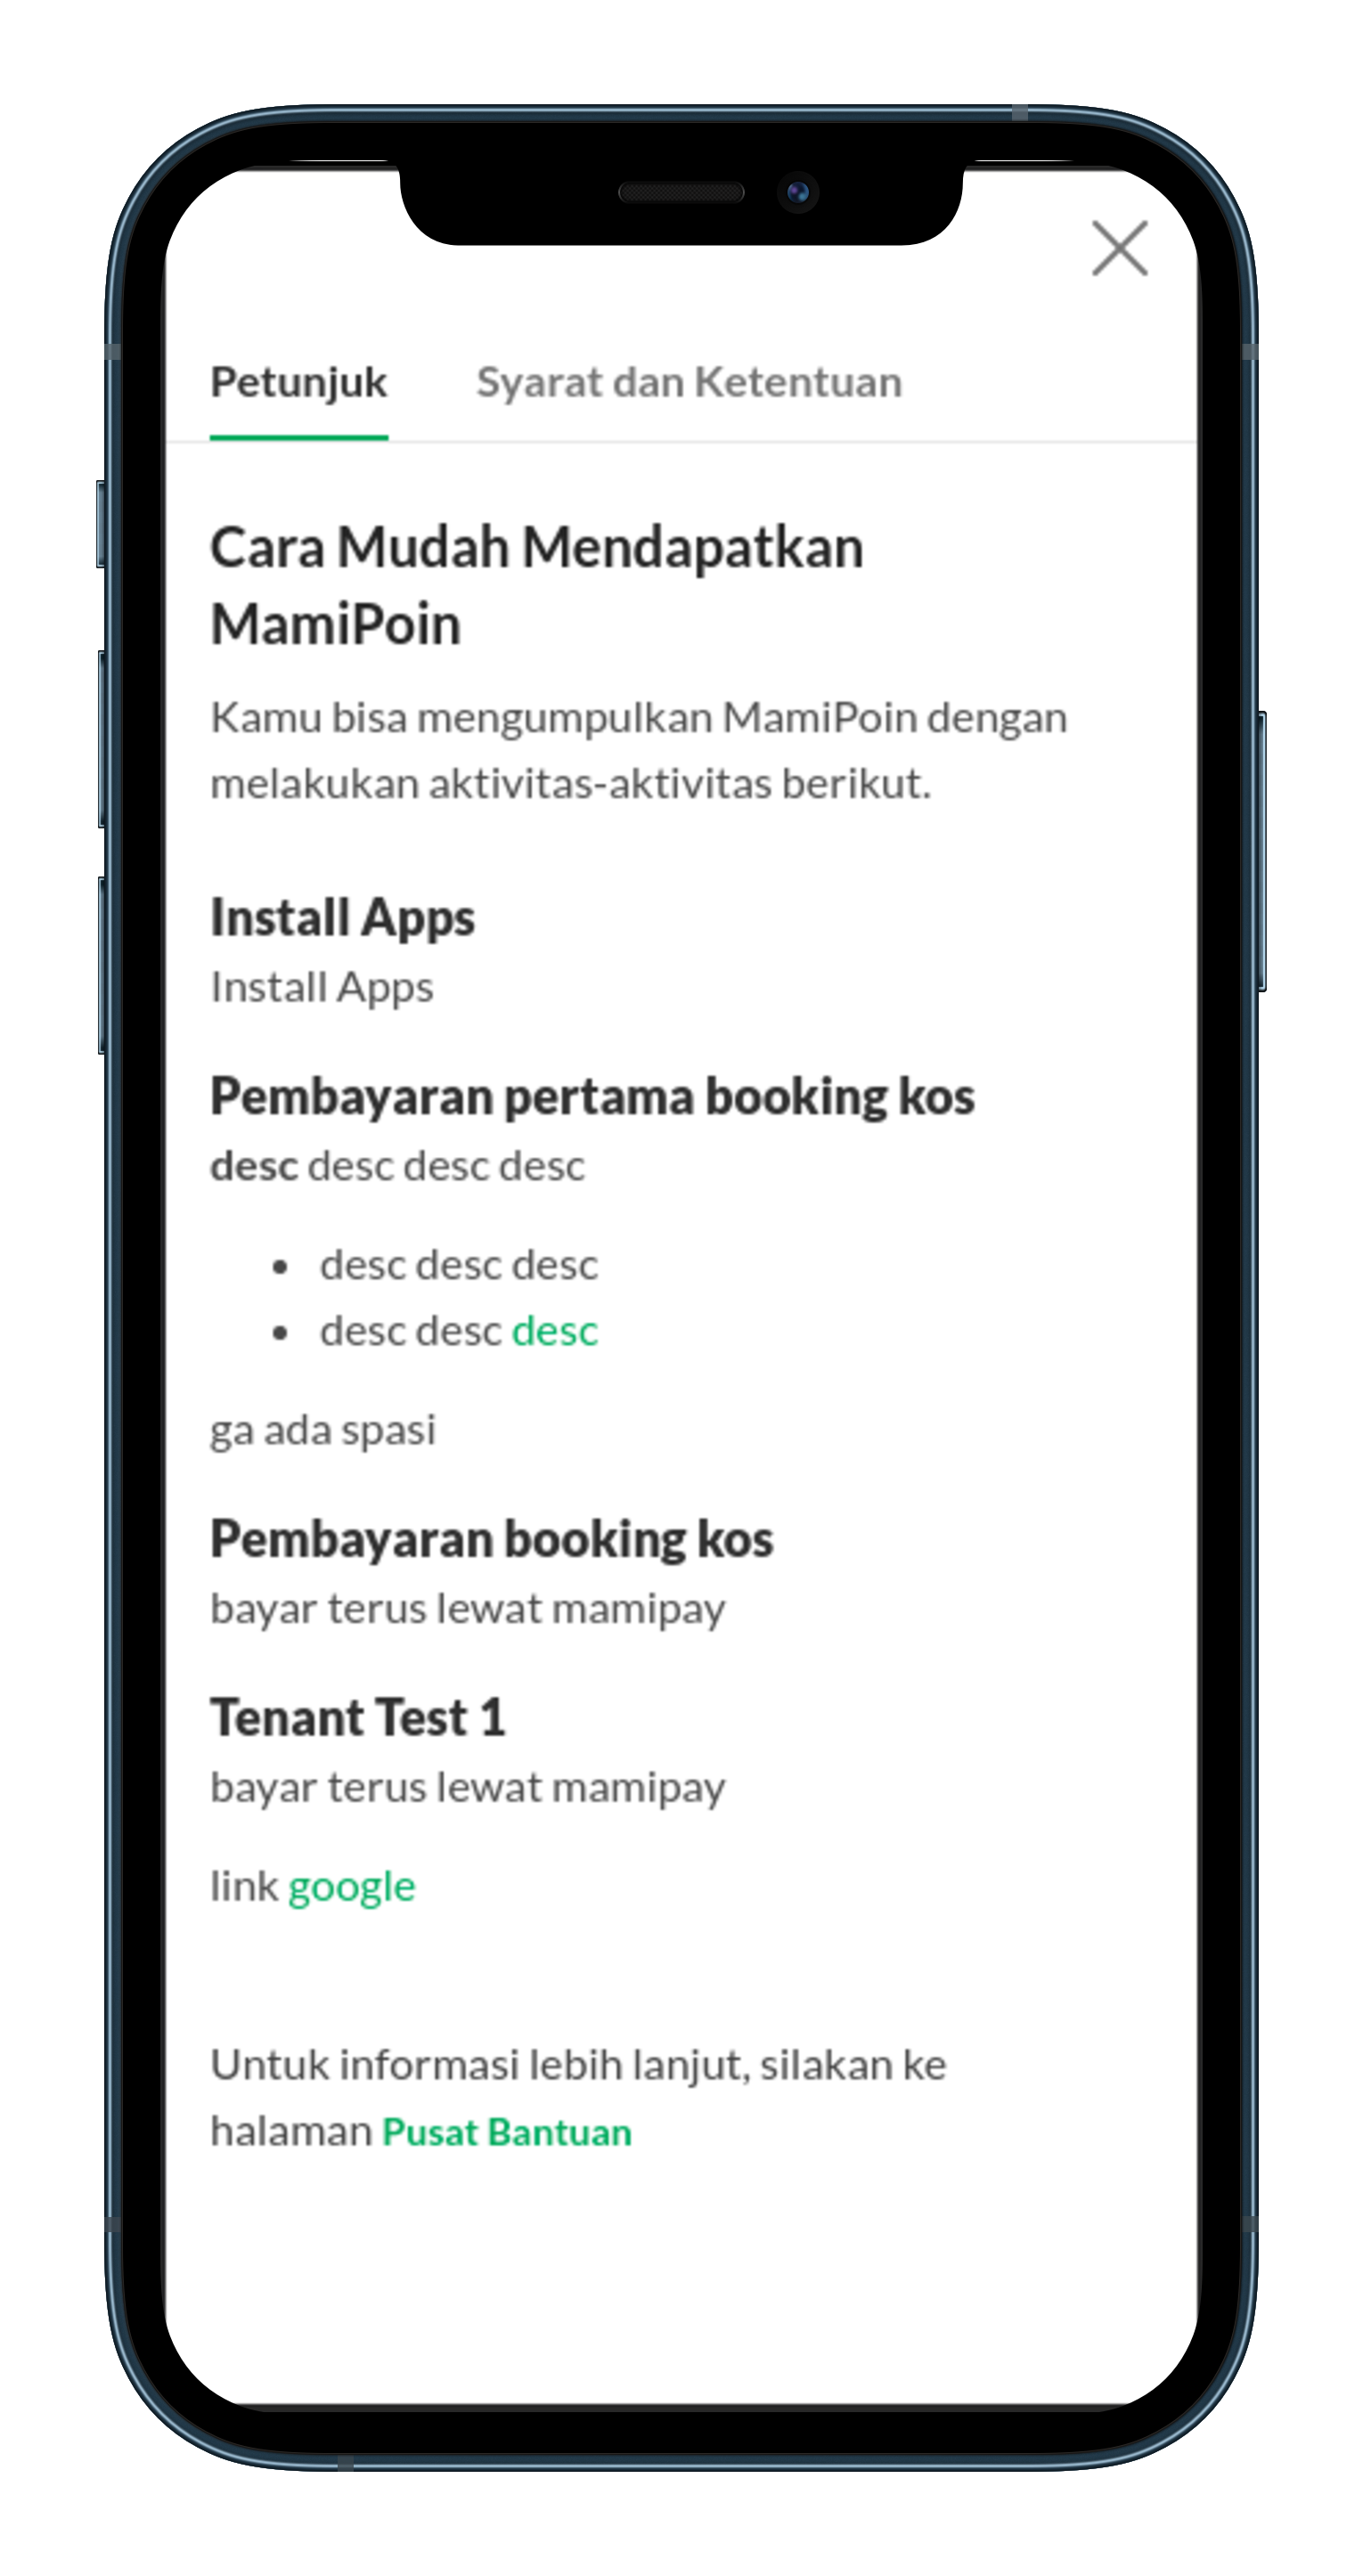 Petunjuk
Syarat dan Ketentuan
Cara Mudah Mendapatkan
MamiPoin
Kamu bisa mengumpulkan MamiPoin dengan
melakukan aktivitas-aktivitas berikut.
Install Apps
Install Apps
Pembayaran pertama booking kos
desc desc desc desc
• desc desc desc
• desc desc desc
ga ada spasi
Pembayaran booking kos
bayar terus lewat mamipay
Tenant Test 1
bayar terus lewat mamipay
link google
Untuk informasi lebih lanjut, silakan ke
halaman Pusat Bantuan